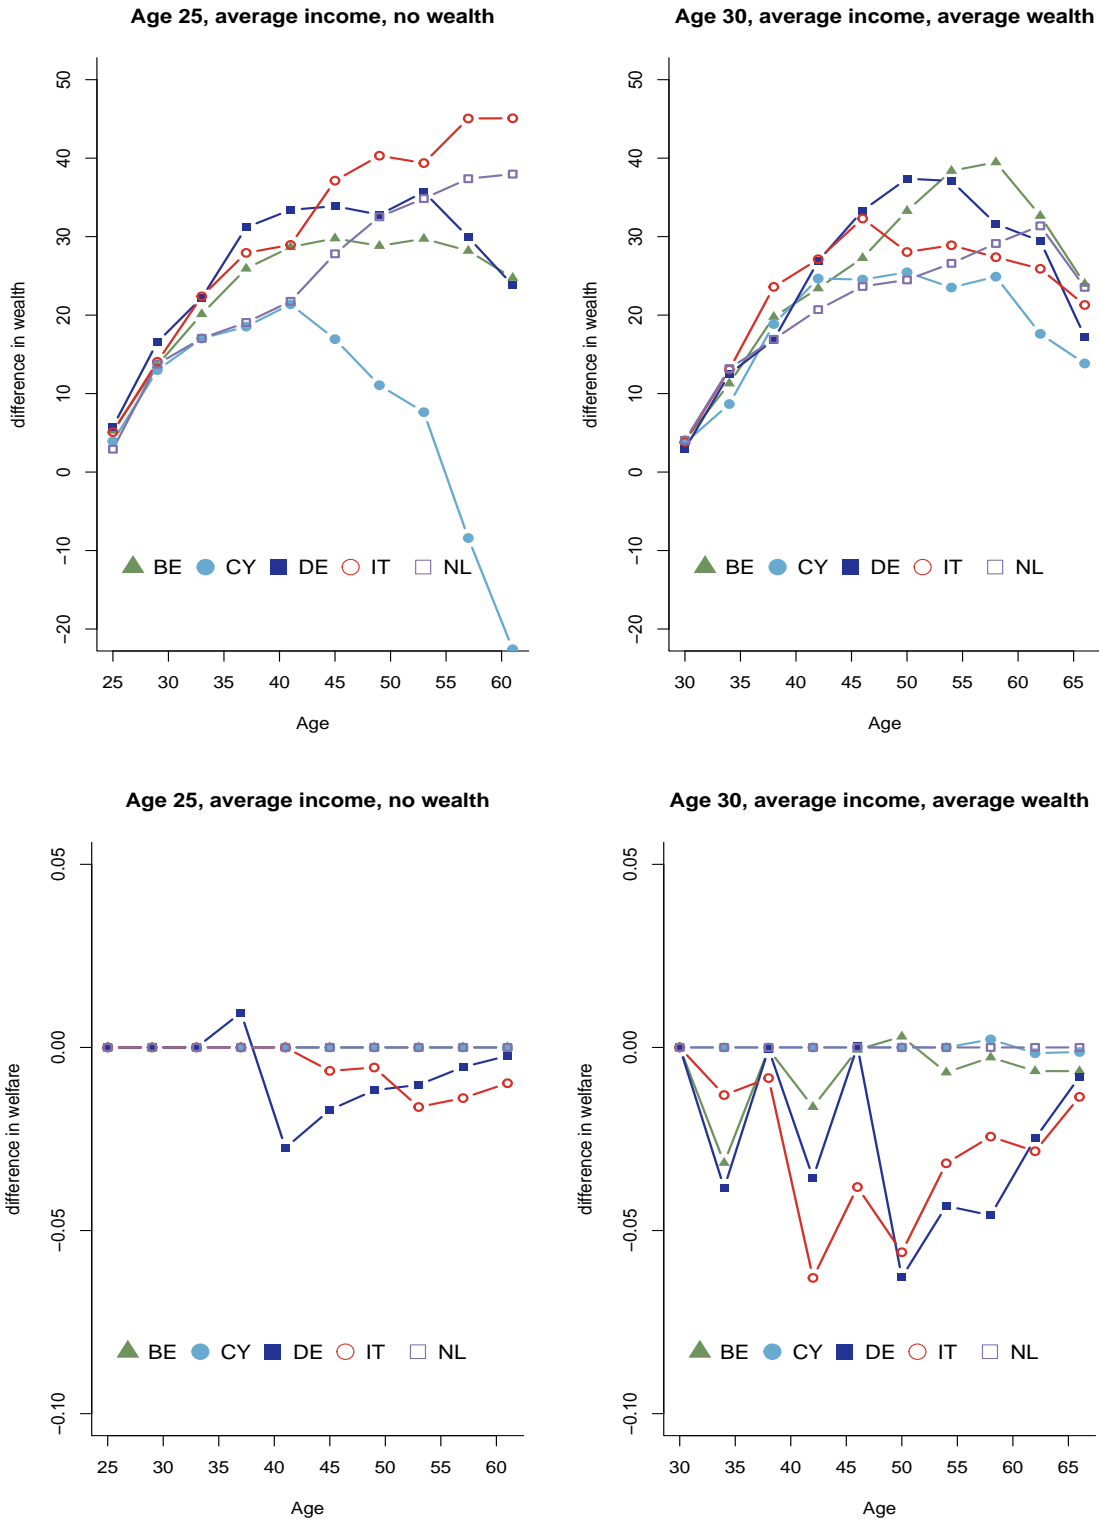 Age 25, average income, no wealth
difference in wealth
50
40
30
20
10
0
−10
−20
BE CY DE IT NL
25 30 35 40 45 50 55 60
Age
Age 30, average income, average wealth
difference in wealth
50
40
30
20
10
0
−10
−20
BE CY DE IT NL
30 35 40 45 50 55 60 65
Age
Age 25, average income, no wealth
difference in welfare
0.05
0.00
−0.05
−0.10
BE CY DE IT NL
25 30 35 40 45 50 55 60
Age
Age 30, average income, average wealth
difference in welfare
0.05
0.00
−0.05
−0.10
BE CY DE IT NL
30 35 40 45 50 55 60 65
Age